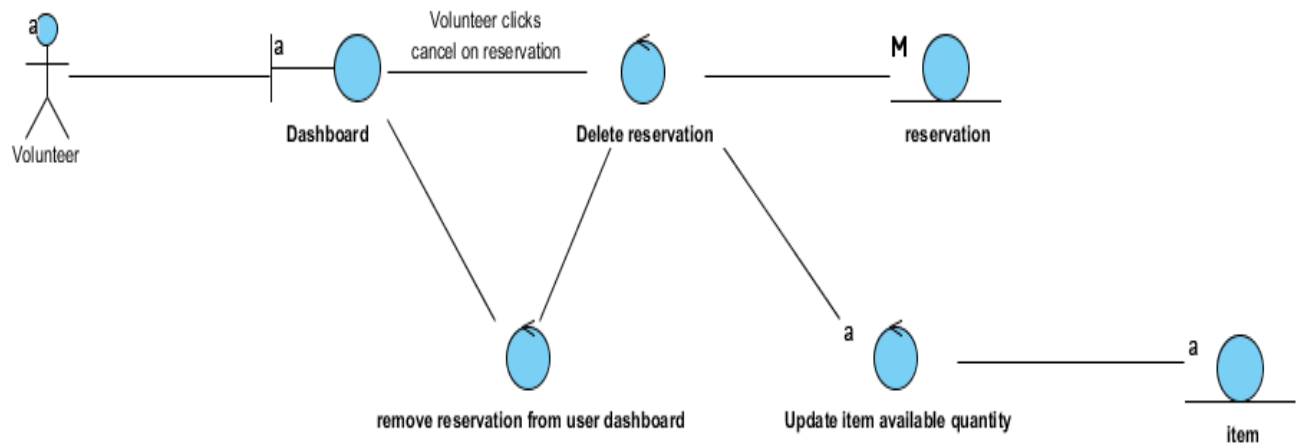 a
Volunteer
a
Dashboard
Volunteer clicks
cancel on reservation
Delete reservation
M
reservation
remove reservation from user dashboard
a
Update item available quantity
a
item